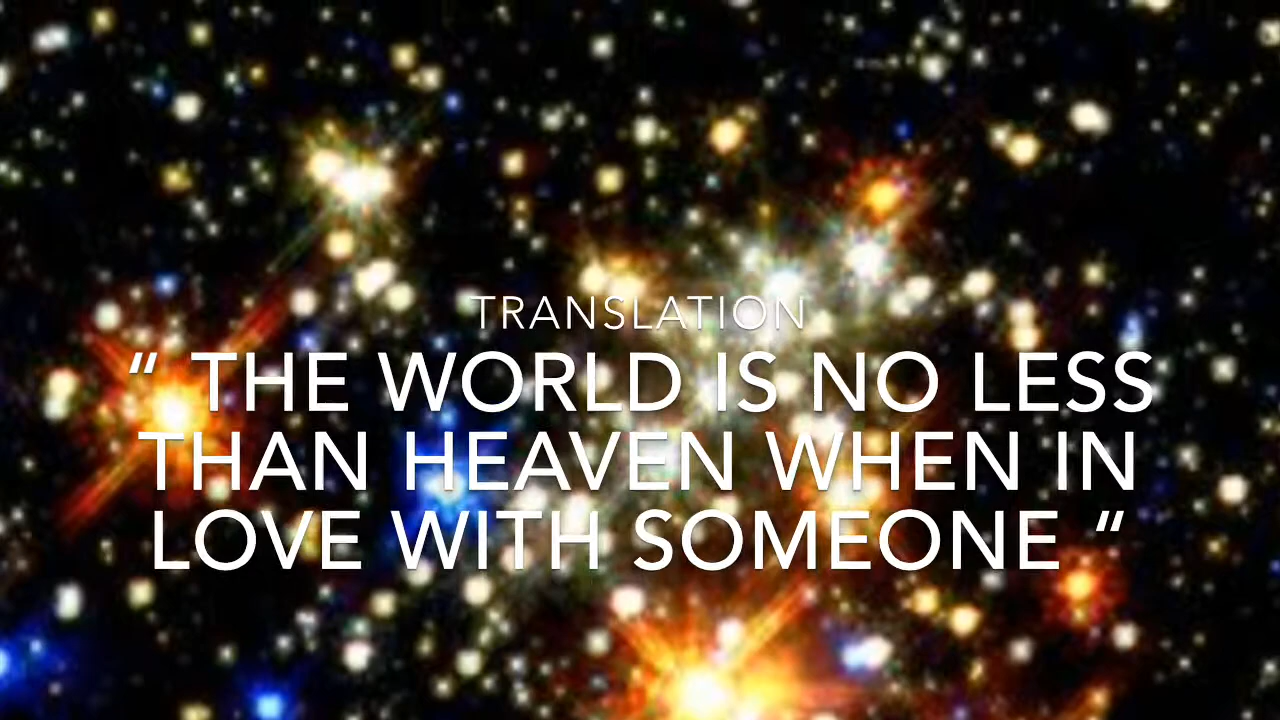 TRANSLATION
“ THE WORLD IS NO LESS
THAN HEAVEN WHEN IN
LOVE WITH SOMEONE “